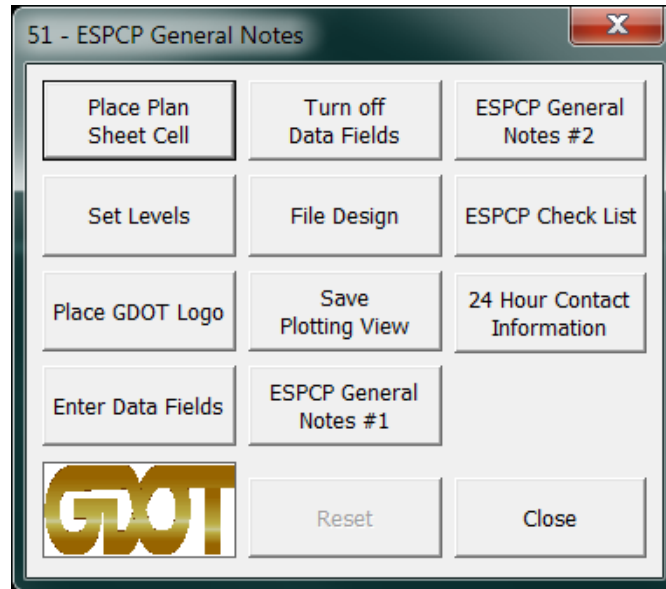 51 - ESPCP General Notes
Place Plan
Sheet Cell
Turn off
Data Fields
ESPCP General
Notes #2
Set Levels
File Design
ESPCP Check List
Place GDOT Logo
Save
Plotting View
24 Hour Contact
Information
Enter Data Fields
ESPCP General
Notes #1
GDOT
Reset
Close